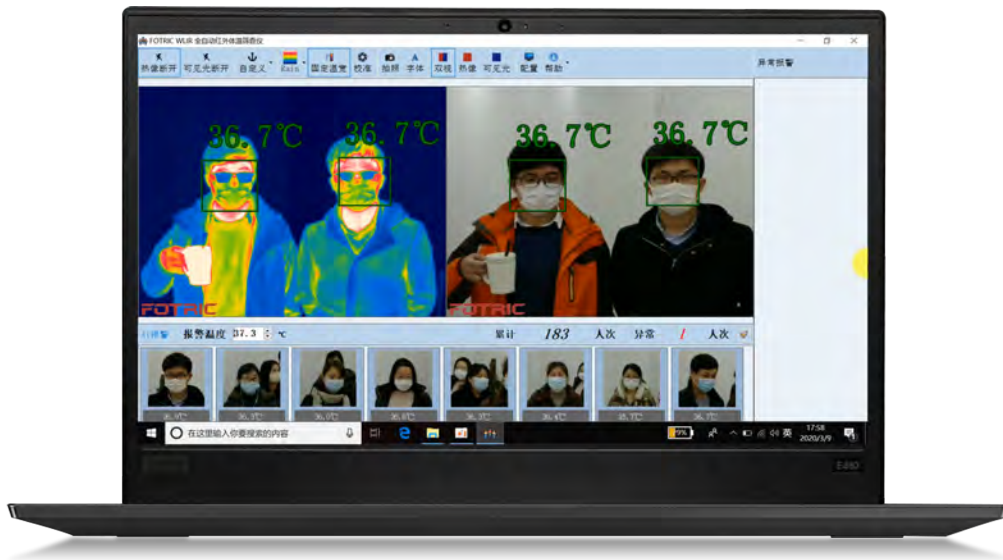 FOTRIC WLIR 全自动红外体温筛查仪
热像断开 可见光断开 自定义 Rain 固定温宽 校准 拍照 字体 双视 热像 可见光 配置 帮助
异常报警
36.7℃ 36.7℃ 36.7℃ 36.7℃
FOTRIC FOTRIC
报警温度 37.3 ℃ 累计 183 人次 异常 1 人次
在这里输入你要搜索的内容
英 17:58
2020/3/9